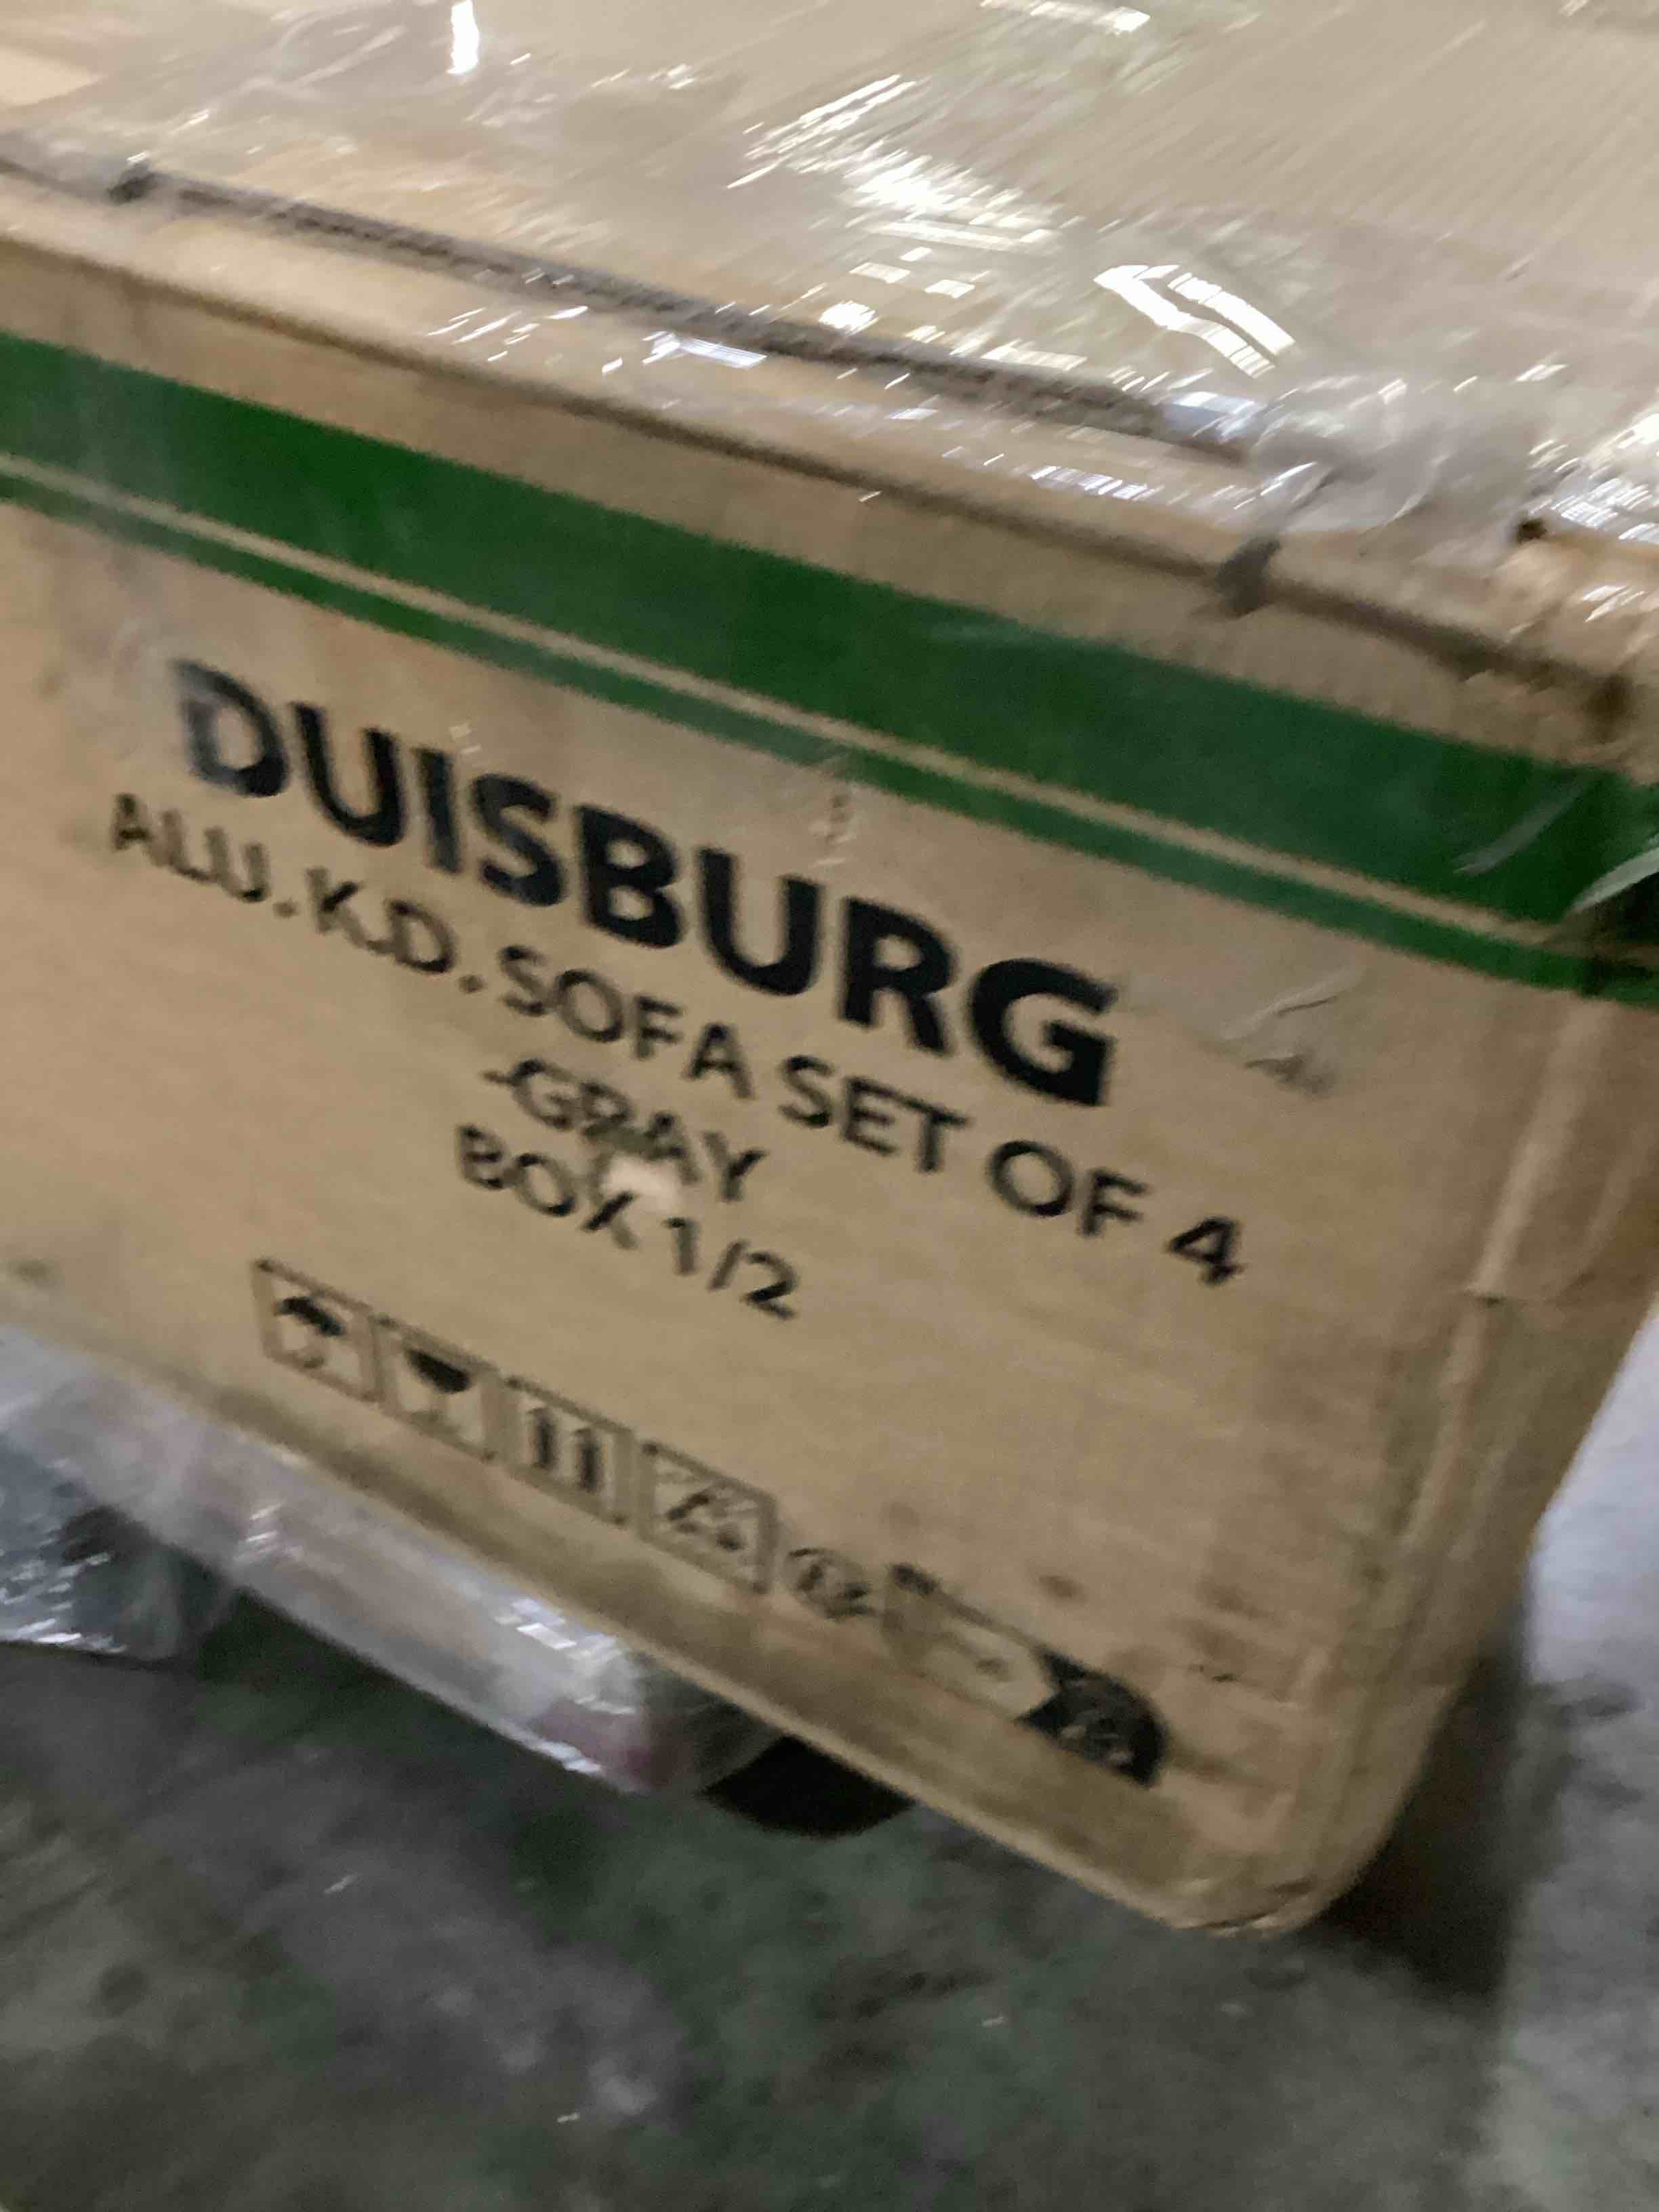 DUISBURG
ALU.K.D.SOFA SET OF 4
-GRAY
BOX 1/2